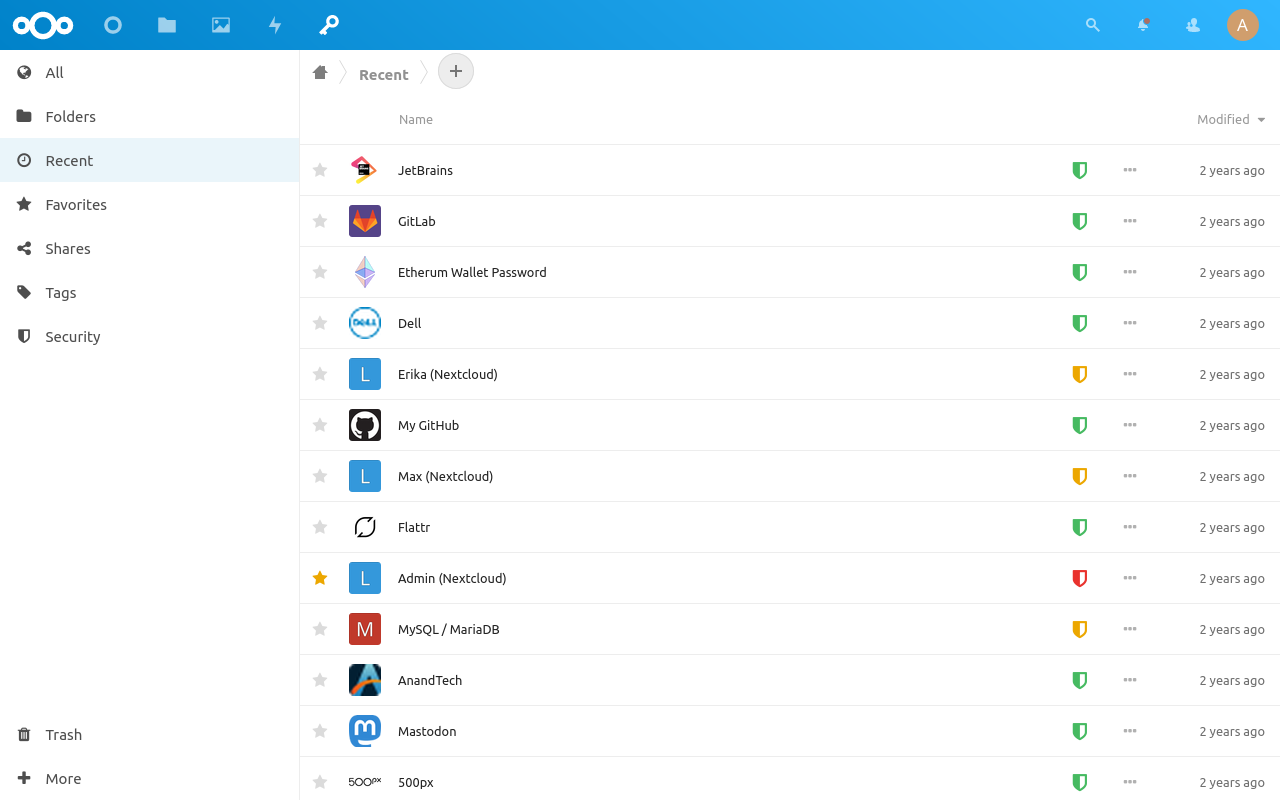 A
All
Folders
Recent
Favorites
Shares
Tags
Security
Trash
More
Recent
Name Modified
JetBrains 2 years ago
GitLab 2 years ago
Etherum Wallet Password 2 years ago
DELL Dell 2 years ago
L Erika (Nextcloud) 2 years ago
My GitHub 2 years ago
L Max (Nextcloud) 2 years ago
Flattr 2 years ago
L Admin (Nextcloud) 2 years ago
M MySQL / MariaDB 2 years ago
AnandTech 2 years ago
m Mastodon 2 years ago
500px 500px 2 years ago